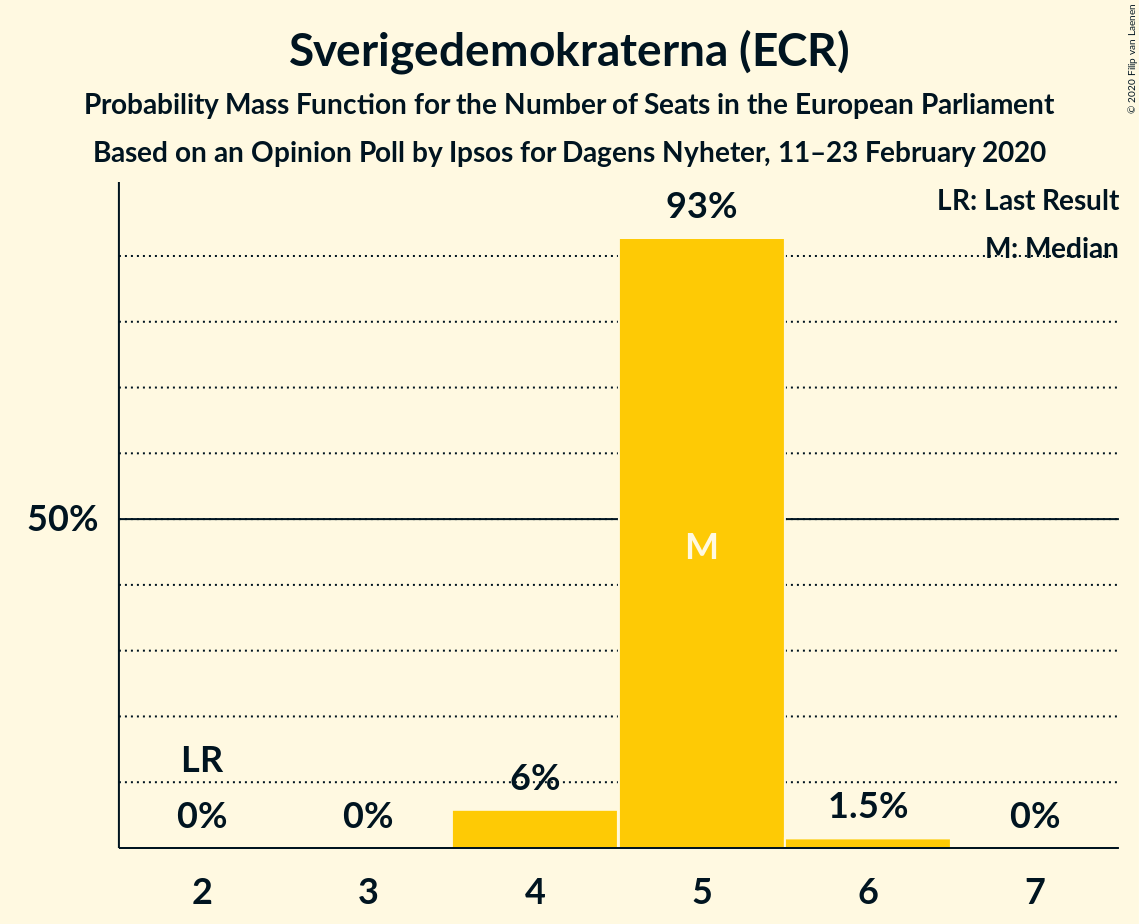 Sverigedemokraterna (ECR)
Probability Mass Function for the Number of Seats in the European Parliament
Based on an Opinion Poll by Ipsos for Dagens Nyheter, 11–23 February 2020
© 2020 Filip van Laenen
LR: Last Result
M: Median
93%
50%
M
LR
0%
0%
6%
1.5%
0%
2
3
4
5
6
7